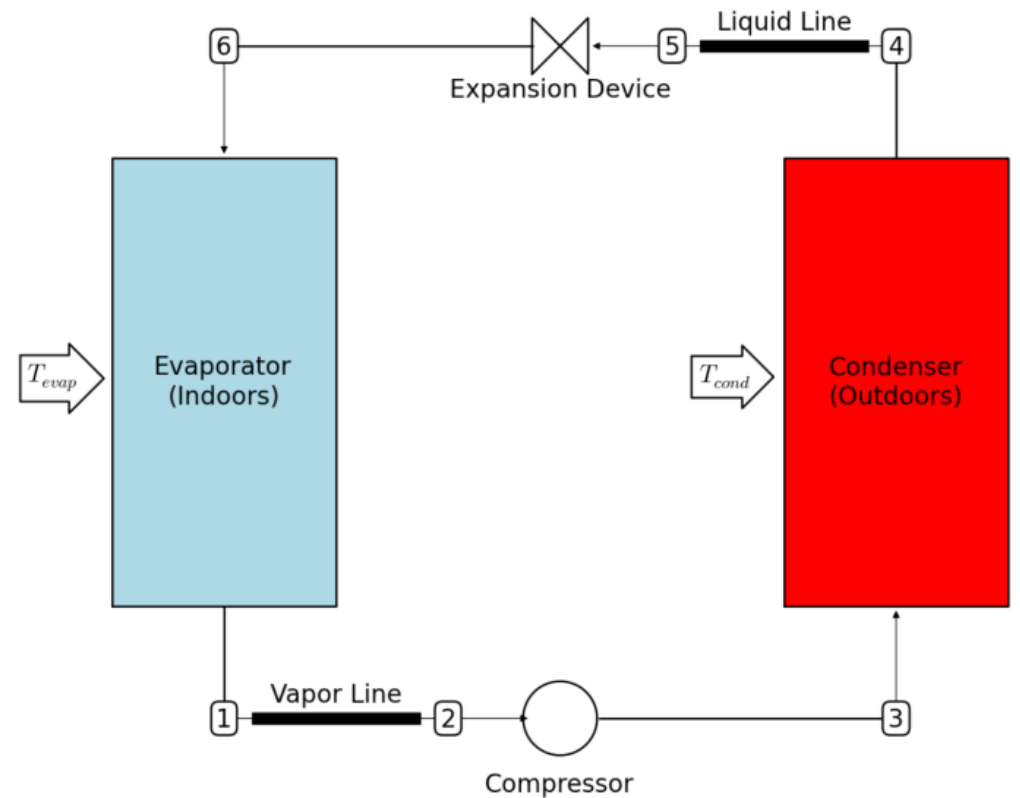 Liquid Line
6
5
4
Expansion Device
Evaporator
(Indoors)
T_evap
Condenser
(Outdoors)
T_cond
Vapor Line
1
2
3
Compressor